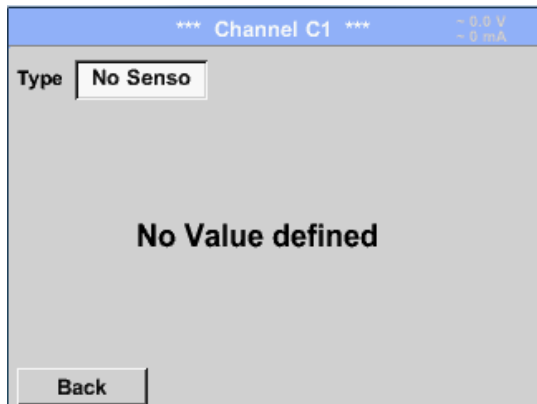 *** Channel C1 ***
~ 0.0 V
~ 0 mA
Type No Senso
No Value defined
Back